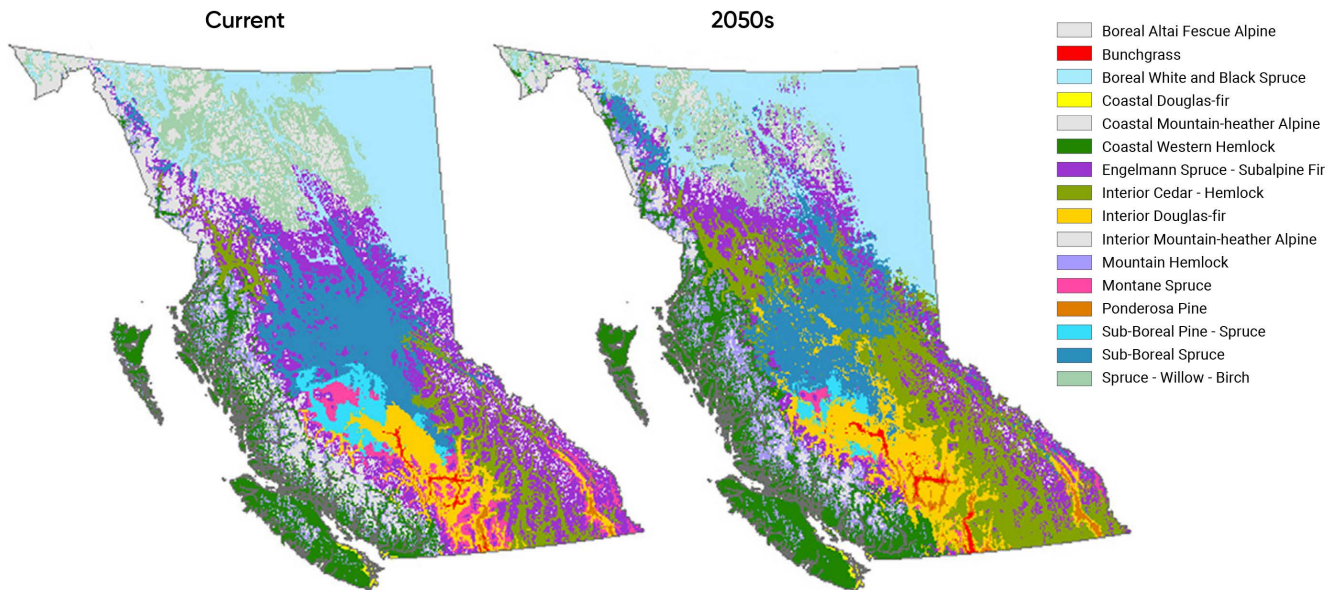 Current
2050s
Boreal Altai Fescue Alpine
Bunchgrass
Boreal White and Black Spruce
Coastal Douglas-fir
Coastal Mountain-heather Alpine
Coastal Western Hemlock
Engelmann Spruce - Subalpine Fir
Interior Cedar - Hemlock
Interior Douglas-fir
Interior Mountain-heather Alpine
Mountain Hemlock
Montane Spruce
Ponderosa Pine
Sub-Boreal Pine - Spruce
Sub-Boreal Spruce
Spruce - Willow - Birch